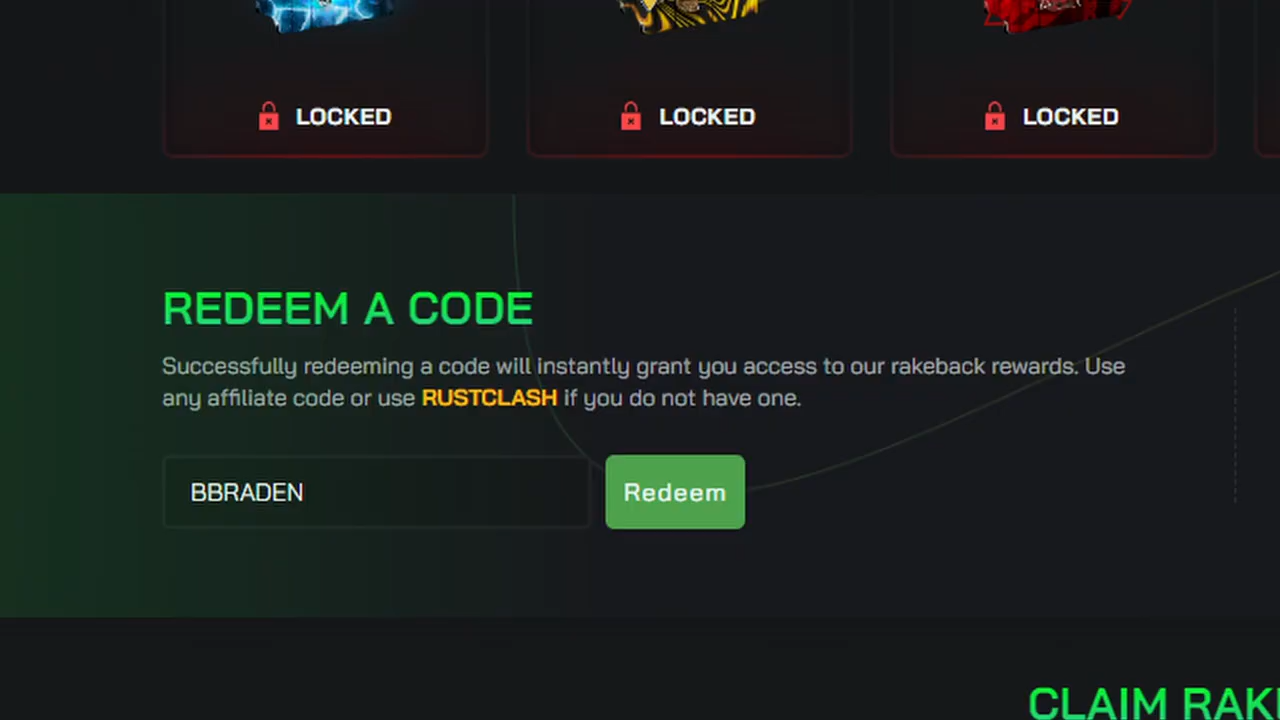 LOCKED LOCKED LOCKED
REDEEM A CODE
Successfully redeeming a code will instantly grant you access to our rakeback rewards. Use
any affiliate code or use RUSTCLASH if you do not have one.
BBRADEN Redeem
CLAIM